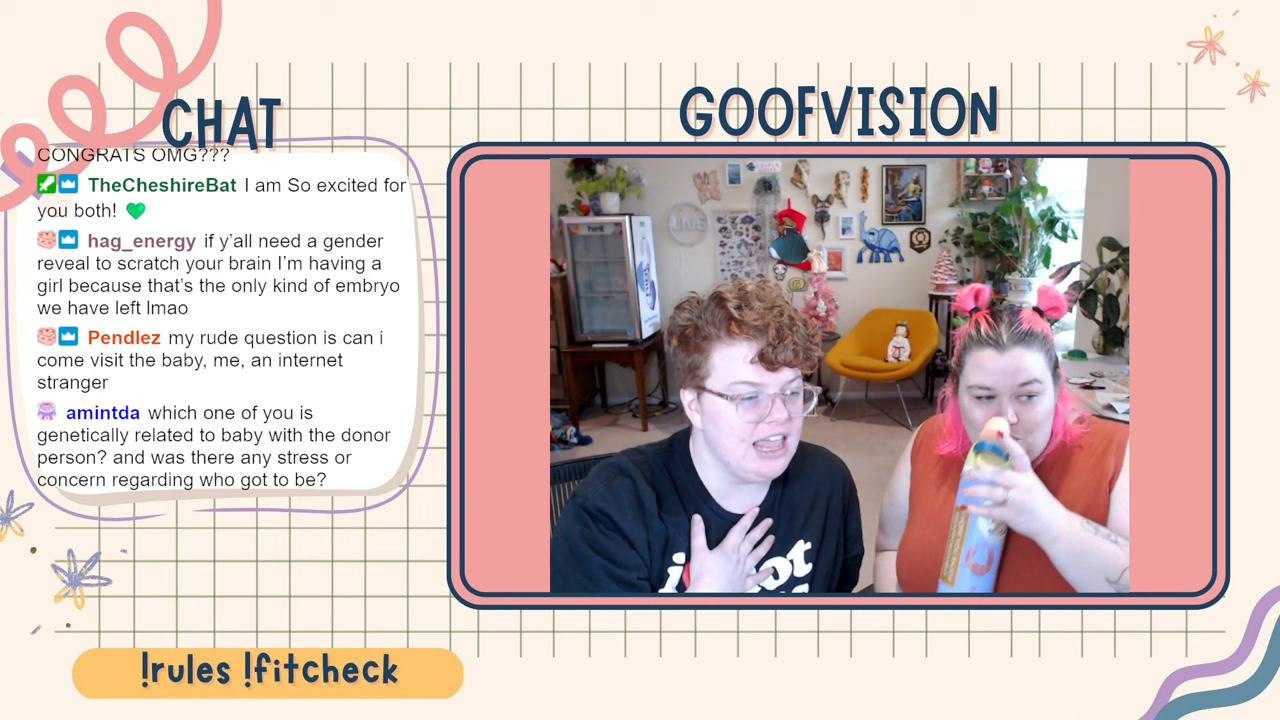 CHAT
GOOFVISION
CONGRATS OMG???
TheCheshireBat I am So excited for
you both! 💚
hag_energy if y'all need a gender
reveal to scratch your brain I'm having a
girl because that's the only kind of embryo
we have left lmao
Pendlez my rude question is can i
come visit the baby, me, an internet
stranger
amintda which one of you is
genetically related to baby with the donor
person? and was there any stress or
concern regarding who got to be?
!rules !fitcheck